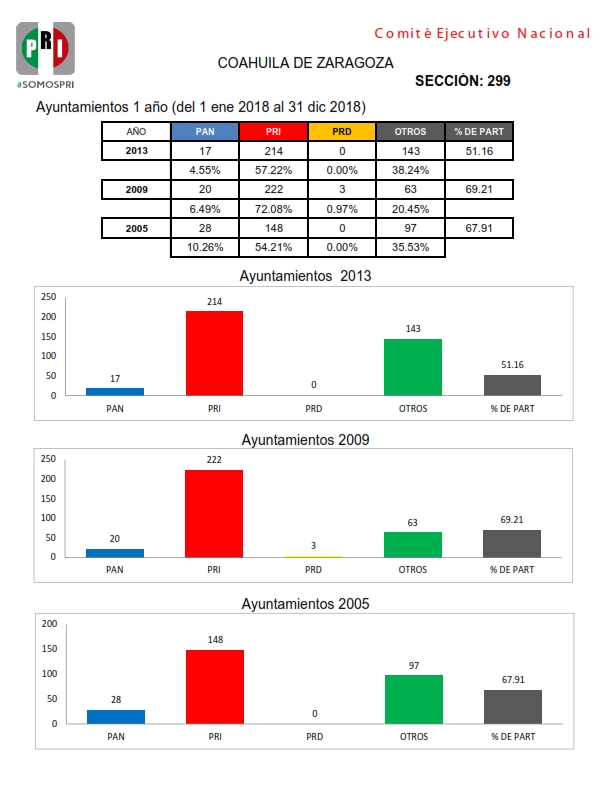 Comité Ejecutivo Nacional
PRI
#SOMOSPRI
COAHUILA DE ZARAGOZA
SECCIÓN: 299
Ayuntamientos 1 año (del 1 ene 2018 al 31 dic 2018)
AÑO PAN PRI PRD OTROS % DE PART
2013 17 214 0 143 51.16
4.55% 57.22% 0.00% 38.24%
2009 20 222 3 63 69.21
6.49% 72.08% 0.97% 20.45%
2005 28 148 0 97 67.91
10.26% 54.21% 0.00% 35.53%
Ayuntamientos 2013
250
200
150
100
50
0
17 214 0 143 51.16
PAN PRI PRD OTROS % DE PART
Ayuntamientos 2009
250
200
150
100
50
0
20 222 3 63 69.21
PAN PRI PRD OTROS % DE PART
Ayuntamientos 2005
200
150
100
50
0
28 148 0 97 67.91
PAN PRI PRD OTROS % DE PART